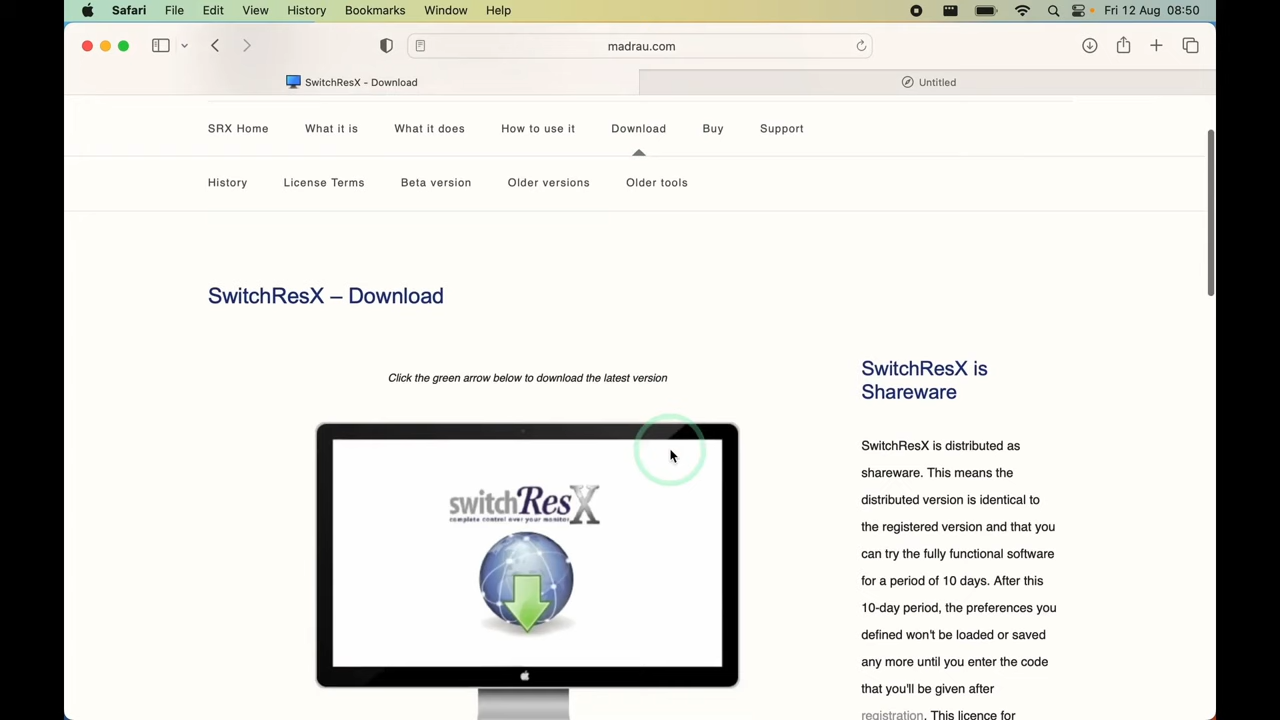 Safari File Edit View History Bookmarks Window Help Fri 12 Aug 08:50
madrau.com
SwitchResX - Download Untitled
SRX Home What it is What it does How to use it Download Buy Support
History License Terms Beta version Older versions Older tools
SwitchResX – Download
Click the green arrow below to download the latest version
switchResX
complete control over your monitor
SwitchResX is
Shareware
SwitchResX is distributed as
shareware. This means the
distributed version is identical to
the registered version and that you
can try the fully functional software
for a period of 10 days. After this
10-day period, the preferences you
defined won't be loaded or saved
any more until you enter the code
that you'll be given after
registration. This licence for